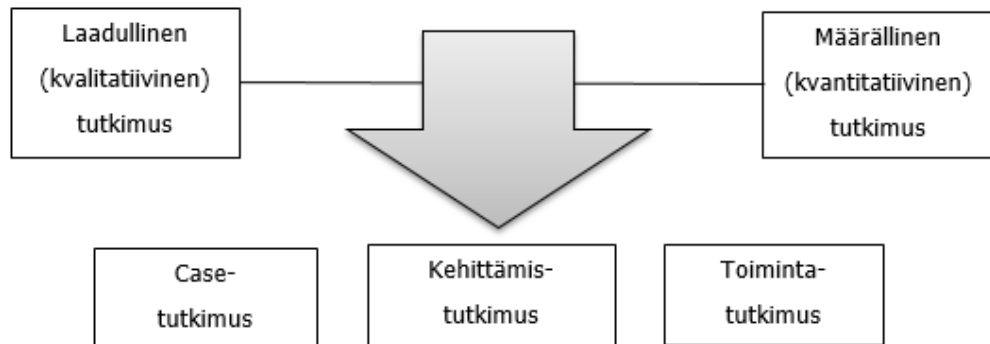 Laadullinen
(kvalitatiivinen)
tutkimus
Määrällinen
(kvantitatiivinen)
tutkimus
Case-
tutkimus
Kehittämis-
tutkimus
Toiminta-
tutkimus